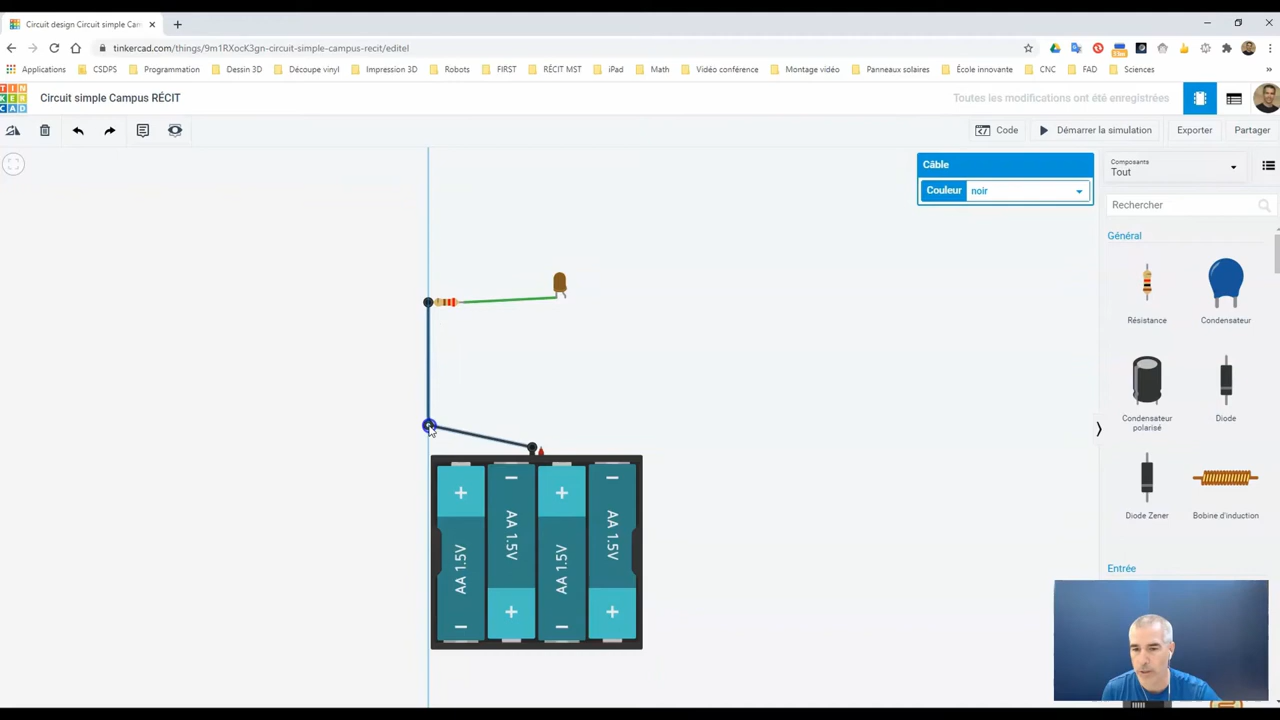 Circuit design Circuit simple Cam
tinkercad.com/things/9m1RXocK3gn-circuit-simple-campus-recit/editel
Applications
CSDPS
Programmation
Dessin 3D
Découpe vinyl
Impression 3D
Robots
FIRST
RÉCIT MST
iPad
Math
Vidéo conférence
Montage vidéo
Panneaux solaires
École innovante
CNC
FAD
Sciences
»
TIN
KER
CAD
Circuit simple Campus RÉCIT
Toutes les modifications ont été enregistrées
Code
Démarrer la simulation
Exporter
Partager
Câble
Couleur
noir
Composants
Tout
Rechercher
Général
Résistance
Condensateur
Condensateur
polarisé
Diode
Diode Zener
Bobine d'induction
Entrée
+ − + −
AA 1.5V AA 1.5V AA 1.5V AA 1.5V
− + − +